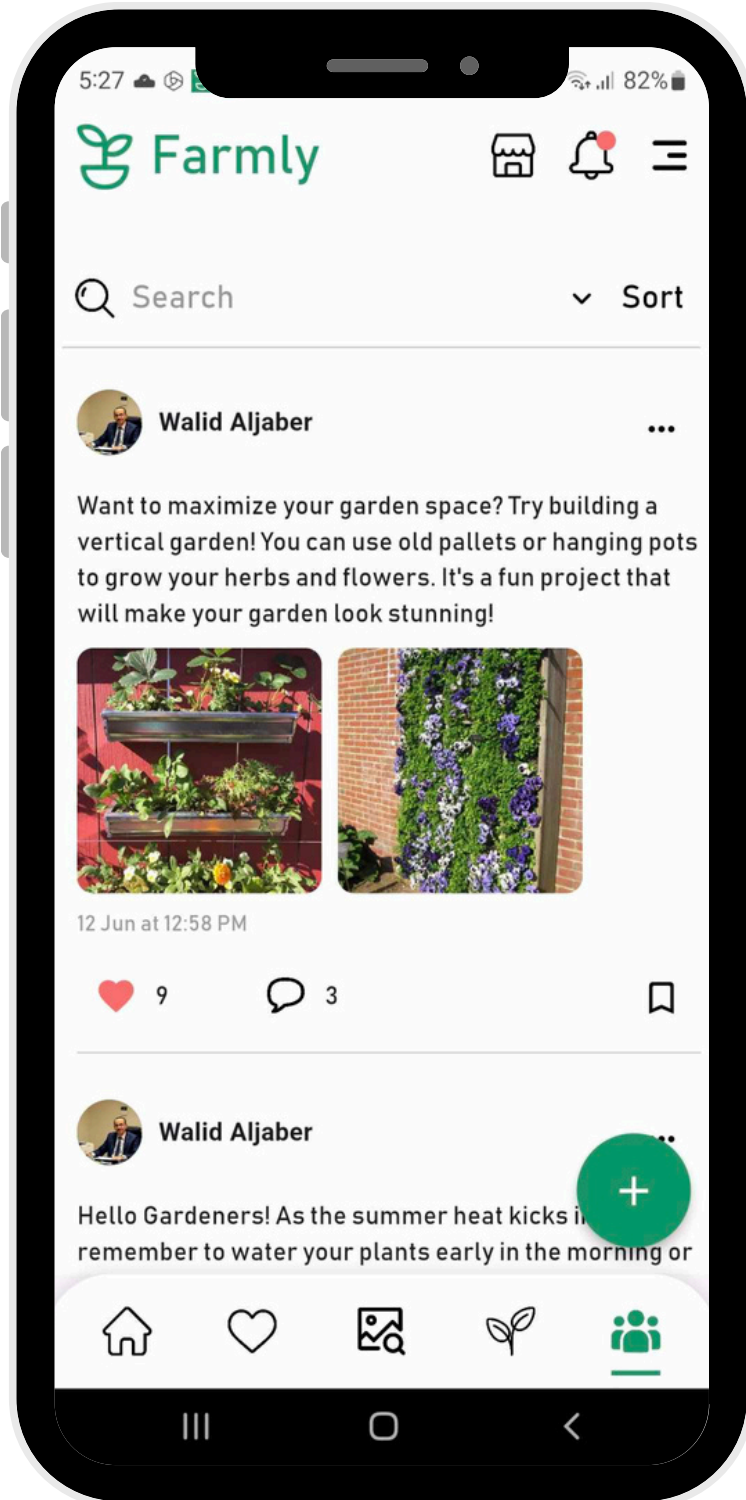 5:27
82%
Farmly
Search
Sort
Walid Aljaber
Want to maximize your garden space? Try building a
vertical garden! You can use old pallets or hanging pots
to grow your herbs and flowers. It's a fun project that
will make your garden look stunning!
12 Jun at 12:58 PM
9
3
Walid Aljaber
Hello Gardeners! As the summer heat kicks
remember to water your plants early in the morning or